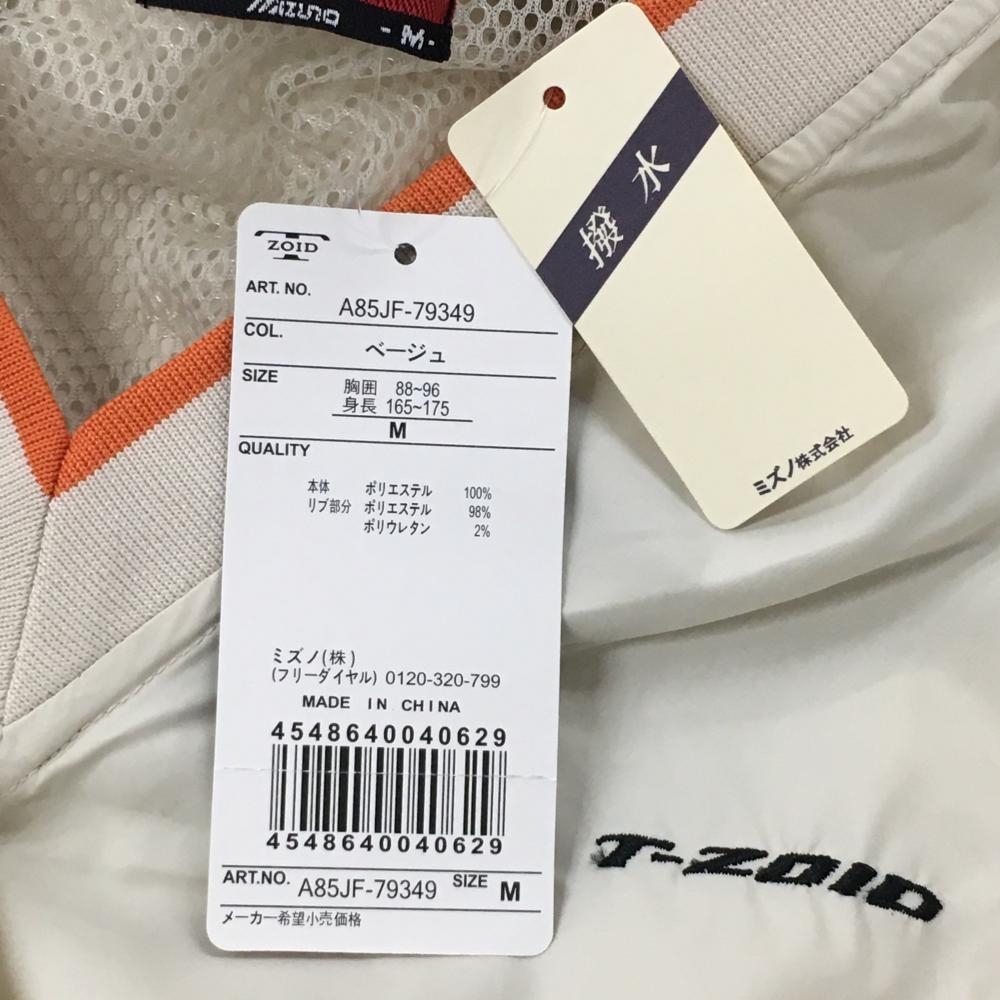 Mizuno
- M -
撥水
ミズノ株式会社
ZOID
ART. NO.
A85JF-79349
COL.
ベージュ
SIZE
胸囲 88~96
身長 165~175
M
QUALITY
本体 ポリエステル 100%
リブ部分 ポリエステル 98%
ポリウレタン 2%
ミズノ(株)
(フリーダイヤル) 0120-320-799
MADE IN CHINA
4548640040629
4548640040629
ART.NO. A85JF-79349 SIZE M
メーカー希望小売価格
T-ZOID